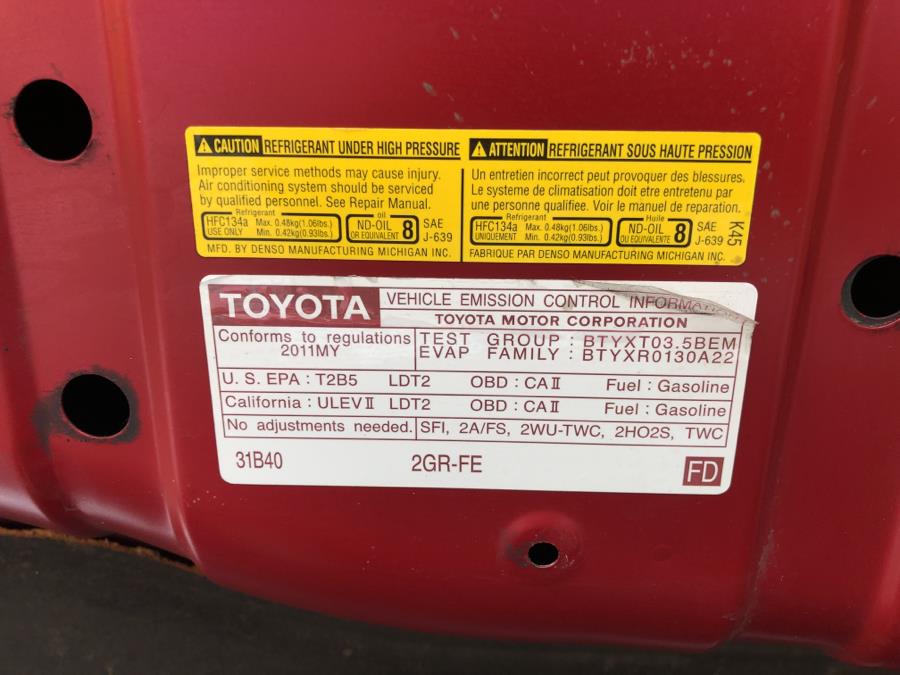 CAUTION REFRIGERANT UNDER HIGH PRESSURE
Improper service methods may cause injury.
Air conditioning system should be serviced
by qualified personnel. See Repair Manual.
Refrigerant
HFC134a
USE ONLY
Max. 0.48kg(1.06lbs.)
Min. 0.42kg(0.93lbs.)
oil
ND-OIL 8
OR EQUIVALENT
SAE
J-639
MFD. BY DENSO MANUFACTURING MICHIGAN INC.
ATTENTION REFRIGERANT SOUS HAUTE PRESSION
Un entretien incorrect peut provoquer des blessures.
Le systeme de climatisation doit etre entretenu par
une personne qualifiee. Voir le manuel de reparation.
Refrigerant
HFC134a
UNIQUEMENT
Max. 0.48kg(1.06lbs.)
Min. 0.42kg(0.93lbs.)
Huile
ND-OIL 8
OU EQUIVALENTE
SAE
J-639
FABRIQUE PAR DENSO MANUFACTURING MICHIGAN INC.
K45
TOYOTA
VEHICLE EMISSION CONTROL
TOYOTA MOTOR CORPORATION
Conforms to regulations
2011MY
TEST GROUP : BTYXT03.5BEM
EVAP FAMILY : BTYXR0130A22
U. S. EPA : T2B5 LDT2 OBD : CAⅡ Fuel : Gasoline
California : ULEVⅡ LDT2 OBD : CAⅡ Fuel : Gasoline
No adjustments needed. SFI, 2A/FS, 2WU-TWC, 2HO2S, TWC
31B40 2GR-FE FD